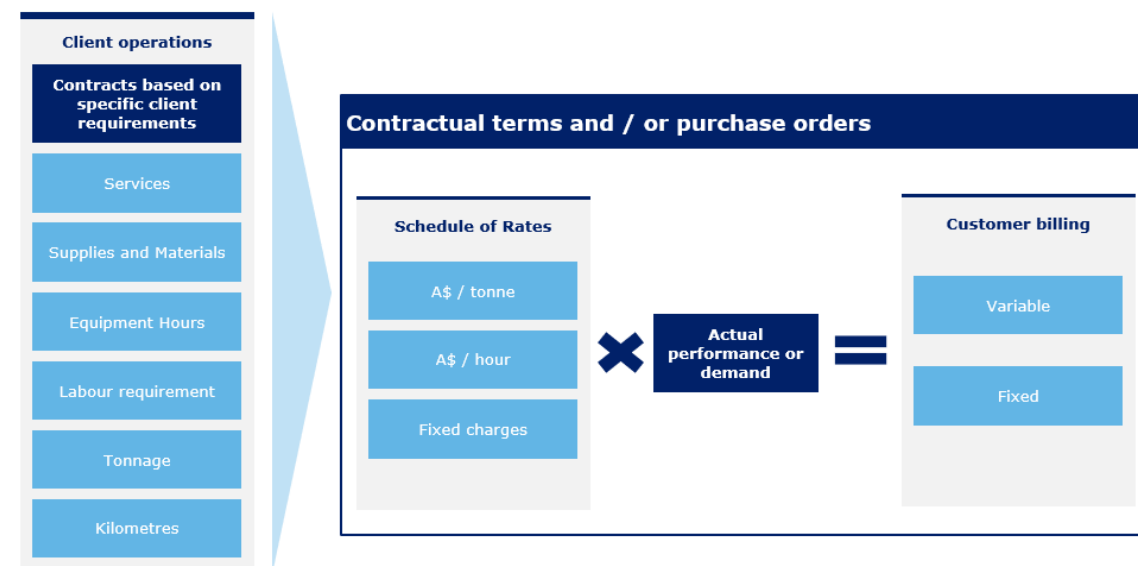 Client operations
Contracts based on
specific client
requirements
Services
Supplies and Materials
Equipment Hours
Labour requirement
Tonnage
Kilometres
Contractual terms and / or purchase orders
Schedule of Rates
A$ / tonne
A$ / hour
Fixed charges
Actual
performance or
demand
Customer billing
Variable
Fixed